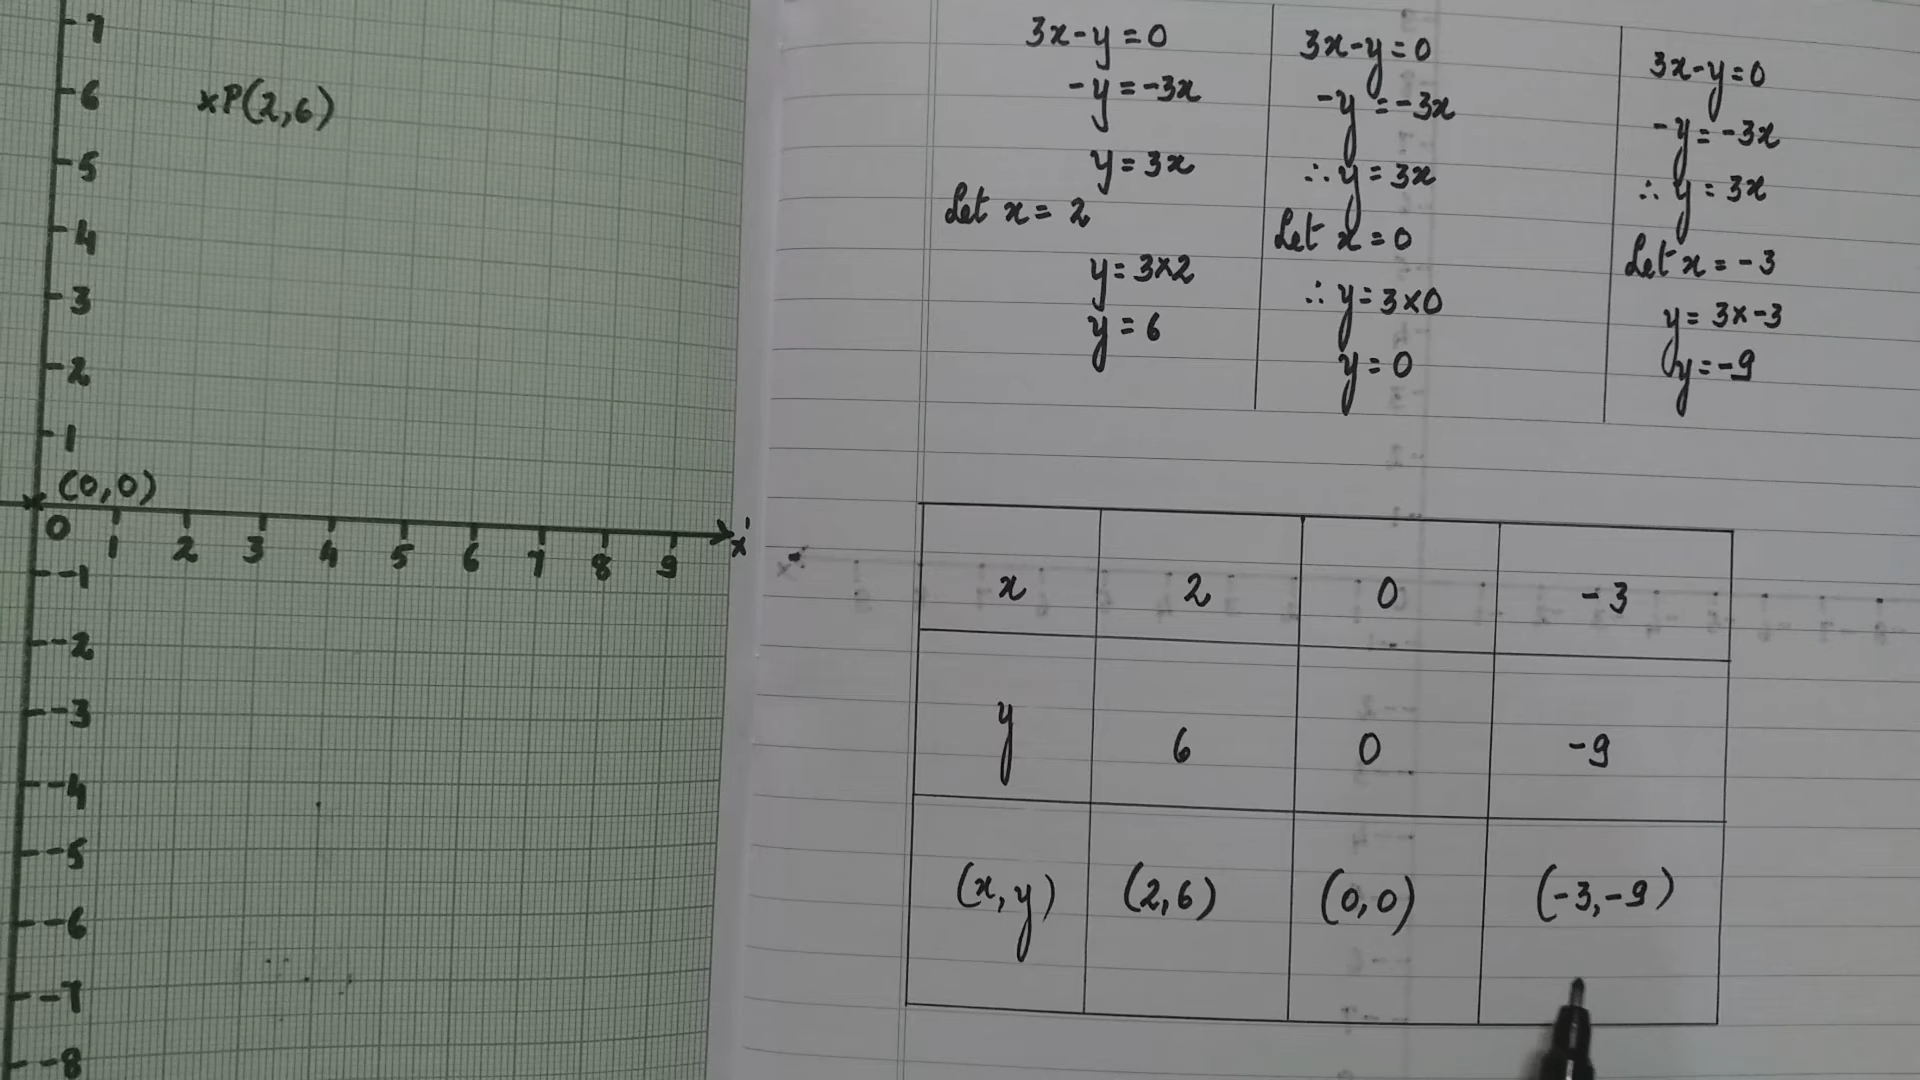 7
6
xP(2,6)
5
4
3
2
1
(0,0)
0
1 2 3 4 5 6 7 8 9
x'
-1
-2
-3
-4
-5
-6
-7
-8
3x-y=0
-y=-3x
y=3x
Let x=2
y=3×2
y=6
3x-y=0
-y=-3x
∴y=3x
Let x=0
∴y=3×0
y=0
3x-y=0
-y=-3x
∴y=3x
Let x=-3
y=3×-3
y=-9
x 2 0 -3
y 6 0 -9
(x,y) (2,6) (0,0) (-3,-9)